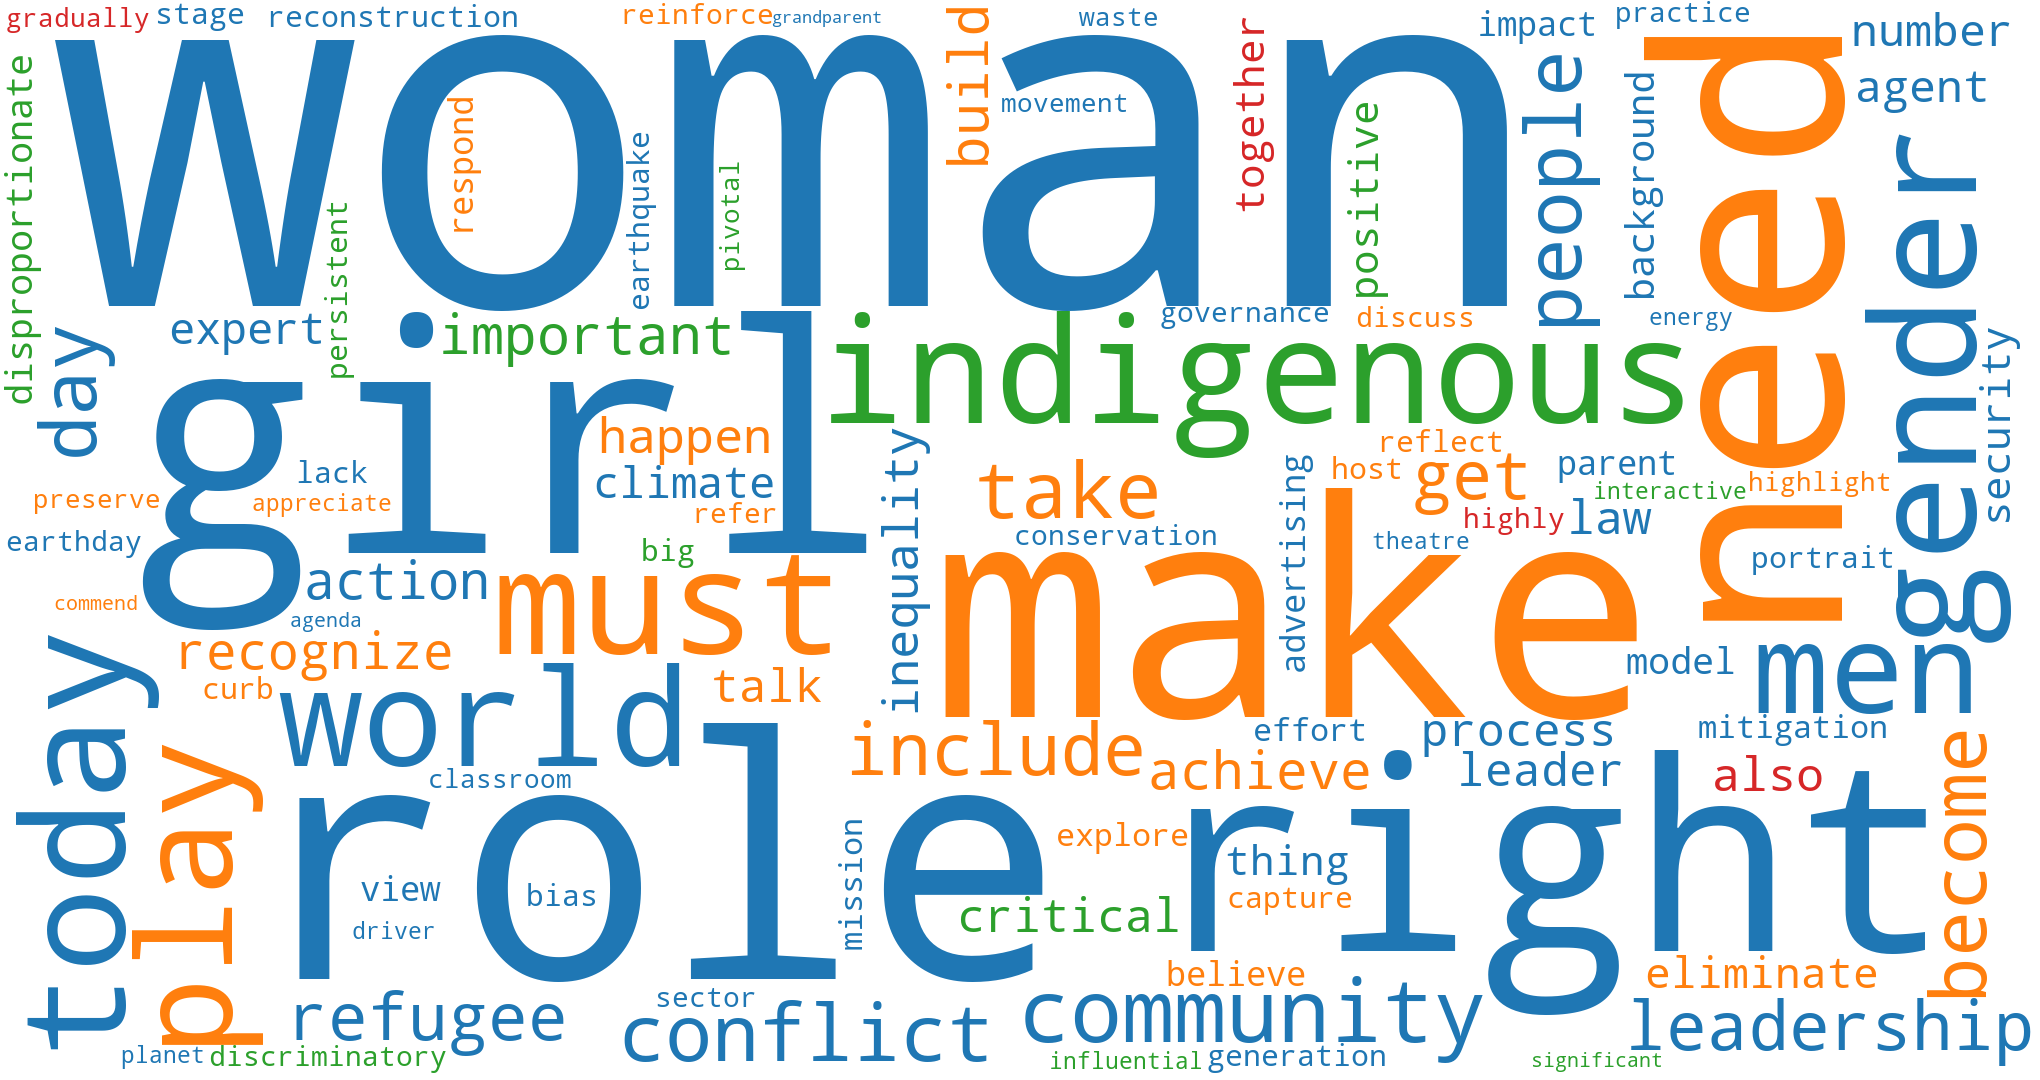 gradually
stage
reconstruction
reinforce
grandparent
build
waste
impact
practice
number
agent
woman
respond
movement
together
positive
people
background
need
gender
disproportionate
persistent
earthquake
pivotal
day
expert
important
governance
discuss
energy
security
girl
indigenous
happen
climate
lack
appreciate
preserve
refer
earthday
big
inequality
take
reflect
host
get
parent
interactive
highlight
highly
law
conservation
advertising
theatre
portrait
commend
action
agenda
must
make
recognize
curb
talk
world
model
men
today
play
include
effort
process
mitigation
achieve
leader
also
become
classroom
role
right
view
bias
driver
mission
explore
thing
capture
critical
believe
eliminate
refugee
sector
conflict
community
leadership
planet
discriminatory
influential
generation
significant